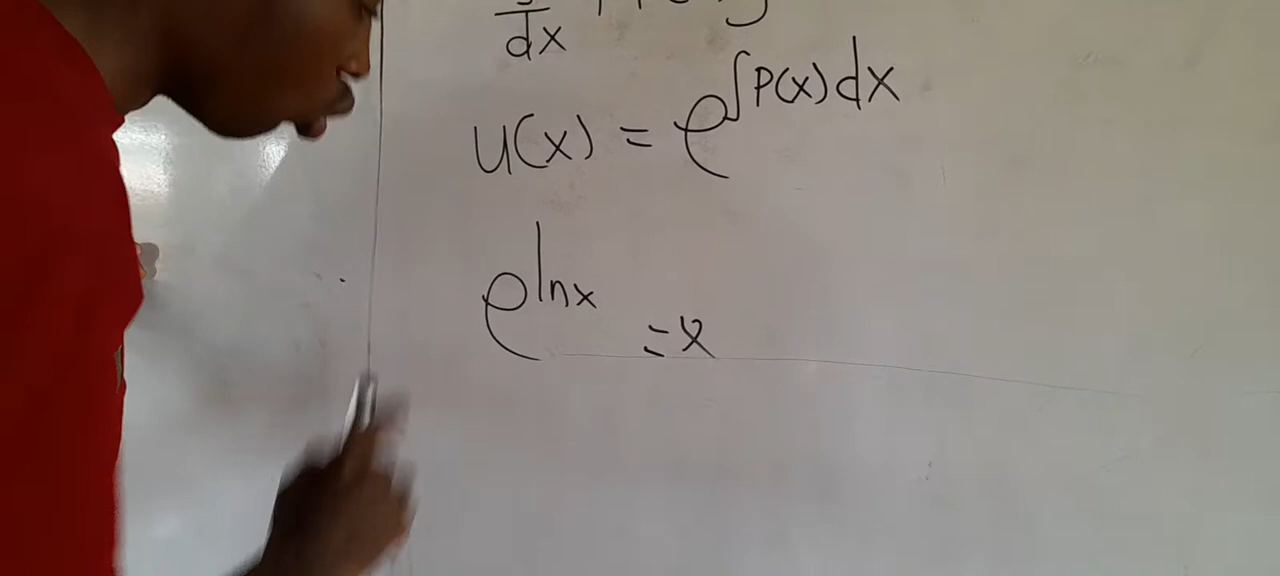 dx
u(x) = e^∫P(x)dx
e^lnx = x